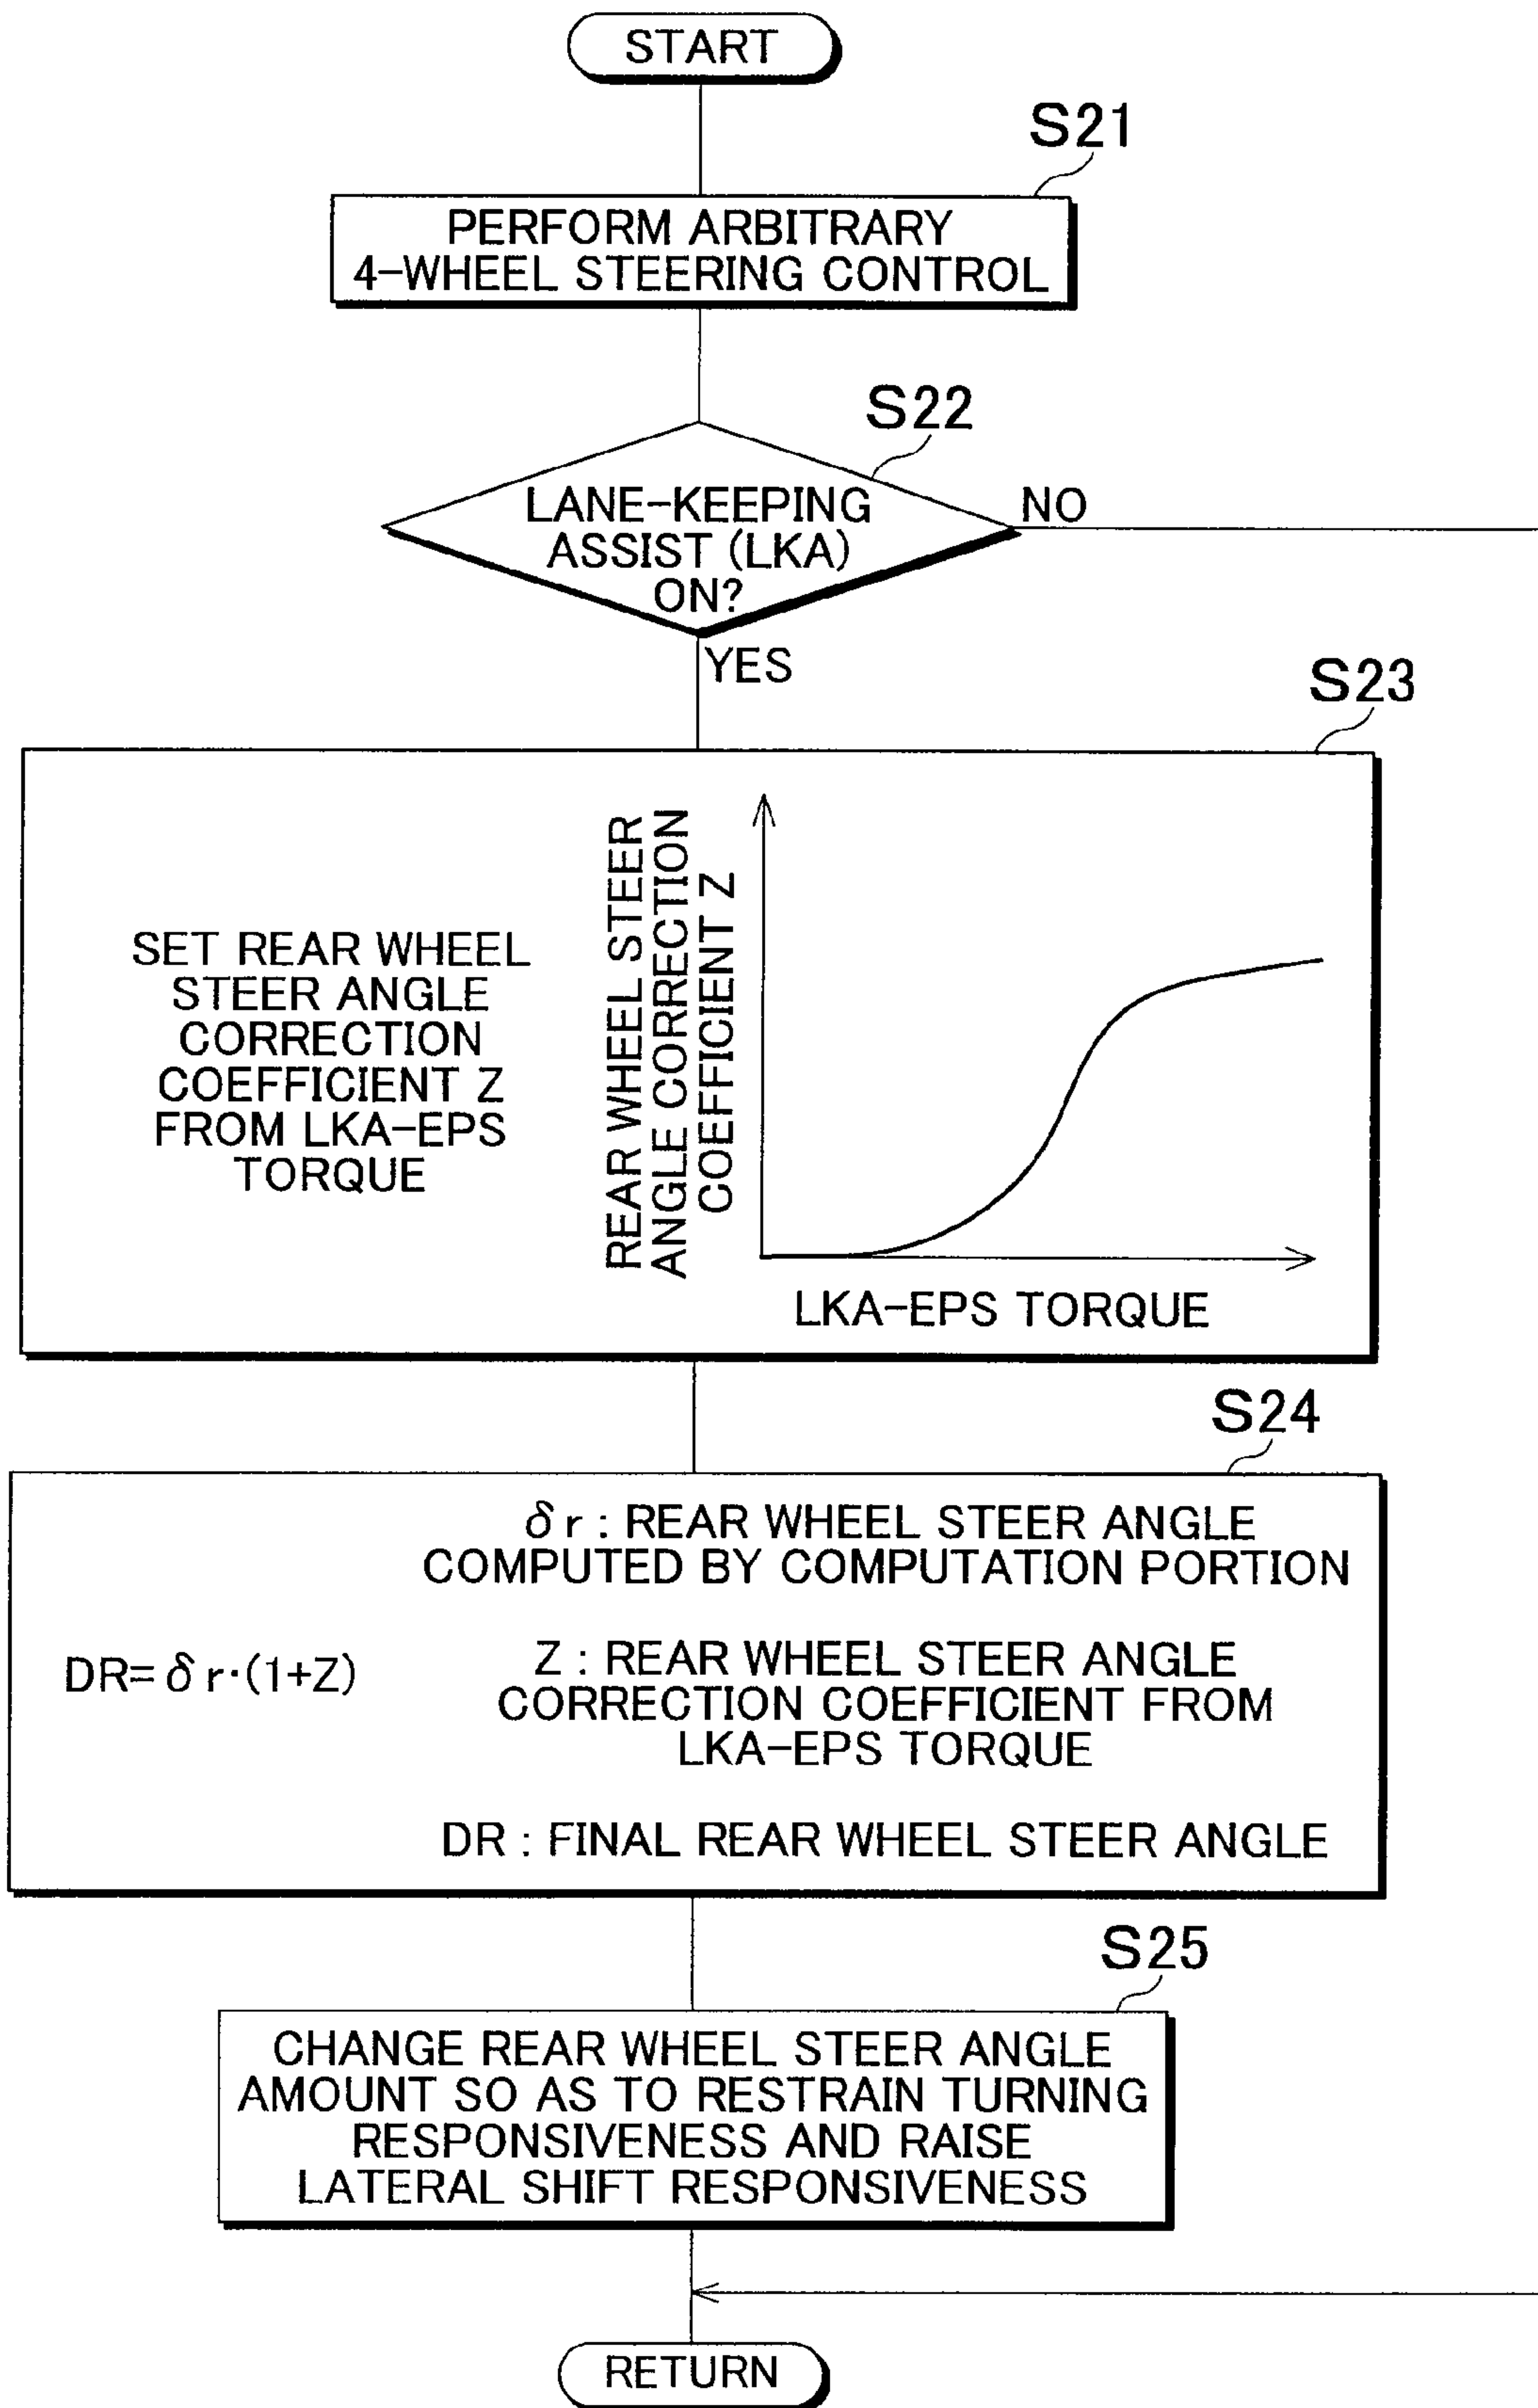 START
S21
PERFORM ARBITRARY
4-WHEEL STEERING CONTROL
S22
LANE-KEEPING
ASSIST (LKA)
ON?
NO
YES
S23
SET REAR WHEEL
STEER ANGLE
CORRECTION
COEFFICIENT Z
FROM LKA-EPS
TORQUE
REAR WHEEL STEER
ANGLE CORRECTION
COEFFICIENT Z
LKA-EPS TORQUE
S24
DR=δr·(1+Z)
δr : REAR WHEEL STEER ANGLE
COMPUTED BY COMPUTATION PORTION
Z : REAR WHEEL STEER ANGLE
CORRECTION COEFFICIENT FROM
LKA-EPS TORQUE
DR : FINAL REAR WHEEL STEER ANGLE
S25
CHANGE REAR WHEEL STEER ANGLE
AMOUNT SO AS TO RESTRAIN TURNING
RESPONSIVENESS AND RAISE
LATERAL SHIFT RESPONSIVENESS
RETURN